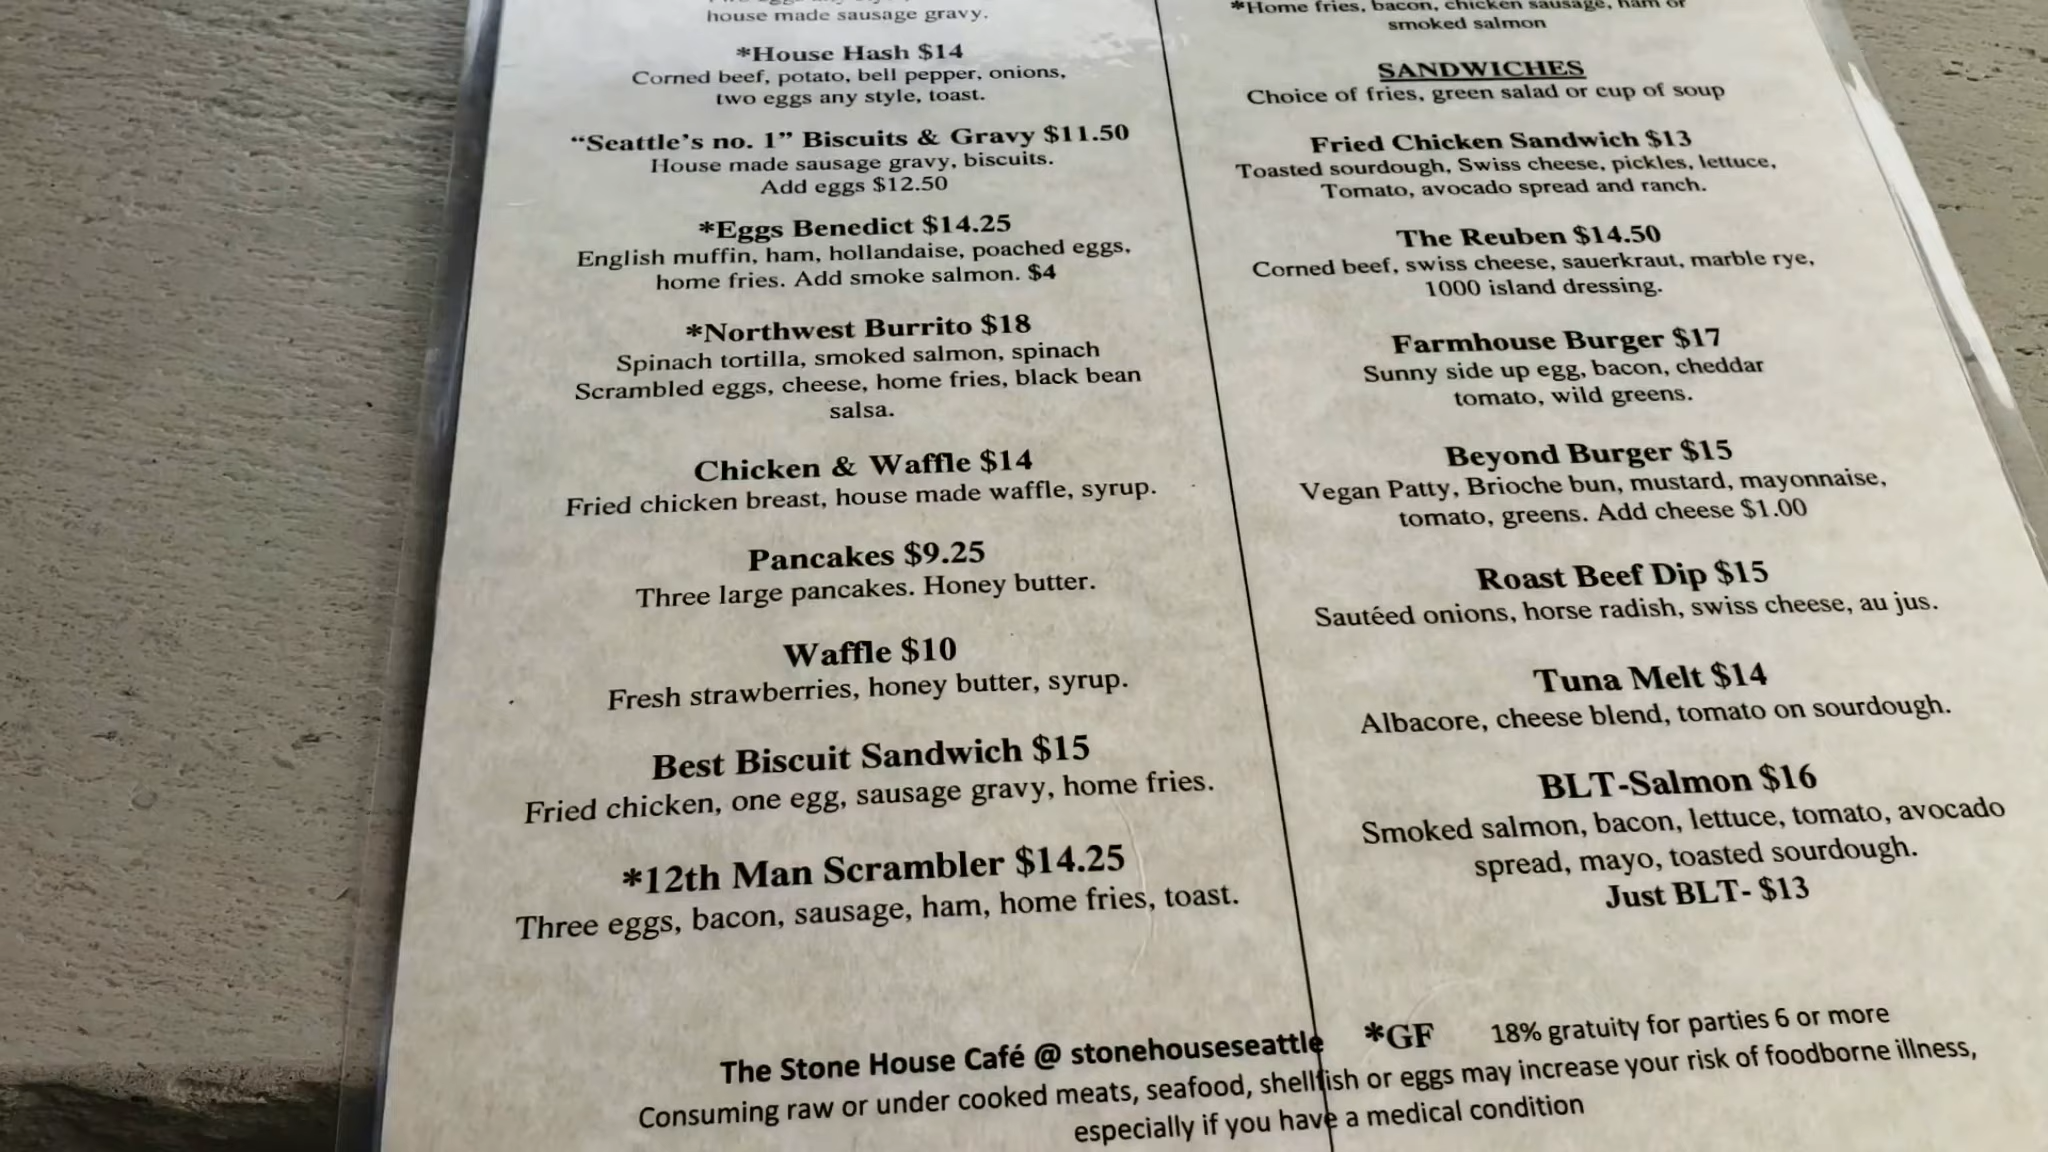 house made sausage gravy.
*House Hash $14
Corned beef, potato, bell pepper, onions,
two eggs any style, toast.
"Seattle's no. 1" Biscuits & Gravy $11.50
House made sausage gravy, biscuits.
Add eggs $12.50
*Eggs Benedict $14.25
English muffin, ham, hollandaise, poached eggs,
home fries. Add smoke salmon. $4
*Northwest Burrito $18
Spinach tortilla, smoked salmon, spinach
Scrambled eggs, cheese, home fries, black bean
salsa.
Chicken & Waffle $14
Fried chicken breast, house made waffle, syrup.
Pancakes $9.25
Three large pancakes. Honey butter.
Waffle $10
Fresh strawberries, honey butter, syrup.
Best Biscuit Sandwich $15
Fried chicken, one egg, sausage gravy, home fries.
*12th Man Scrambler $14.25
Three eggs, bacon, sausage, ham, home fries, toast.
*Home fries, bacon, chicken sausage, ham or
smoked salmon
SANDWICHES
Choice of fries, green salad or cup of soup
Fried Chicken Sandwich $13
Toasted sourdough, Swiss cheese, pickles, lettuce,
Tomato, avocado spread and ranch.
The Reuben $14.50
Corned beef, swiss cheese, sauerkraut, marble rye,
1000 island dressing.
Farmhouse Burger $17
Sunny side up egg, bacon, cheddar
tomato, wild greens.
Beyond Burger $15
Vegan Patty, Brioche bun, mustard, mayonnaise,
tomato, greens. Add cheese $1.00
Roast Beef Dip $15
Sautéed onions, horse radish, swiss cheese, au jus.
Tuna Melt $14
Albacore, cheese blend, tomato on sourdough.
BLT-Salmon $16
Smoked salmon, bacon, lettuce, tomato, avocado
spread, mayo, toasted sourdough.
Just BLT- $13
The Stone House Café @ stonehouseseattle *GF 18% gratuity for parties 6 or more
Consuming raw or under cooked meats, seafood, shellfish or eggs may increase your risk of foodborne illness,
especially if you have a medical condition